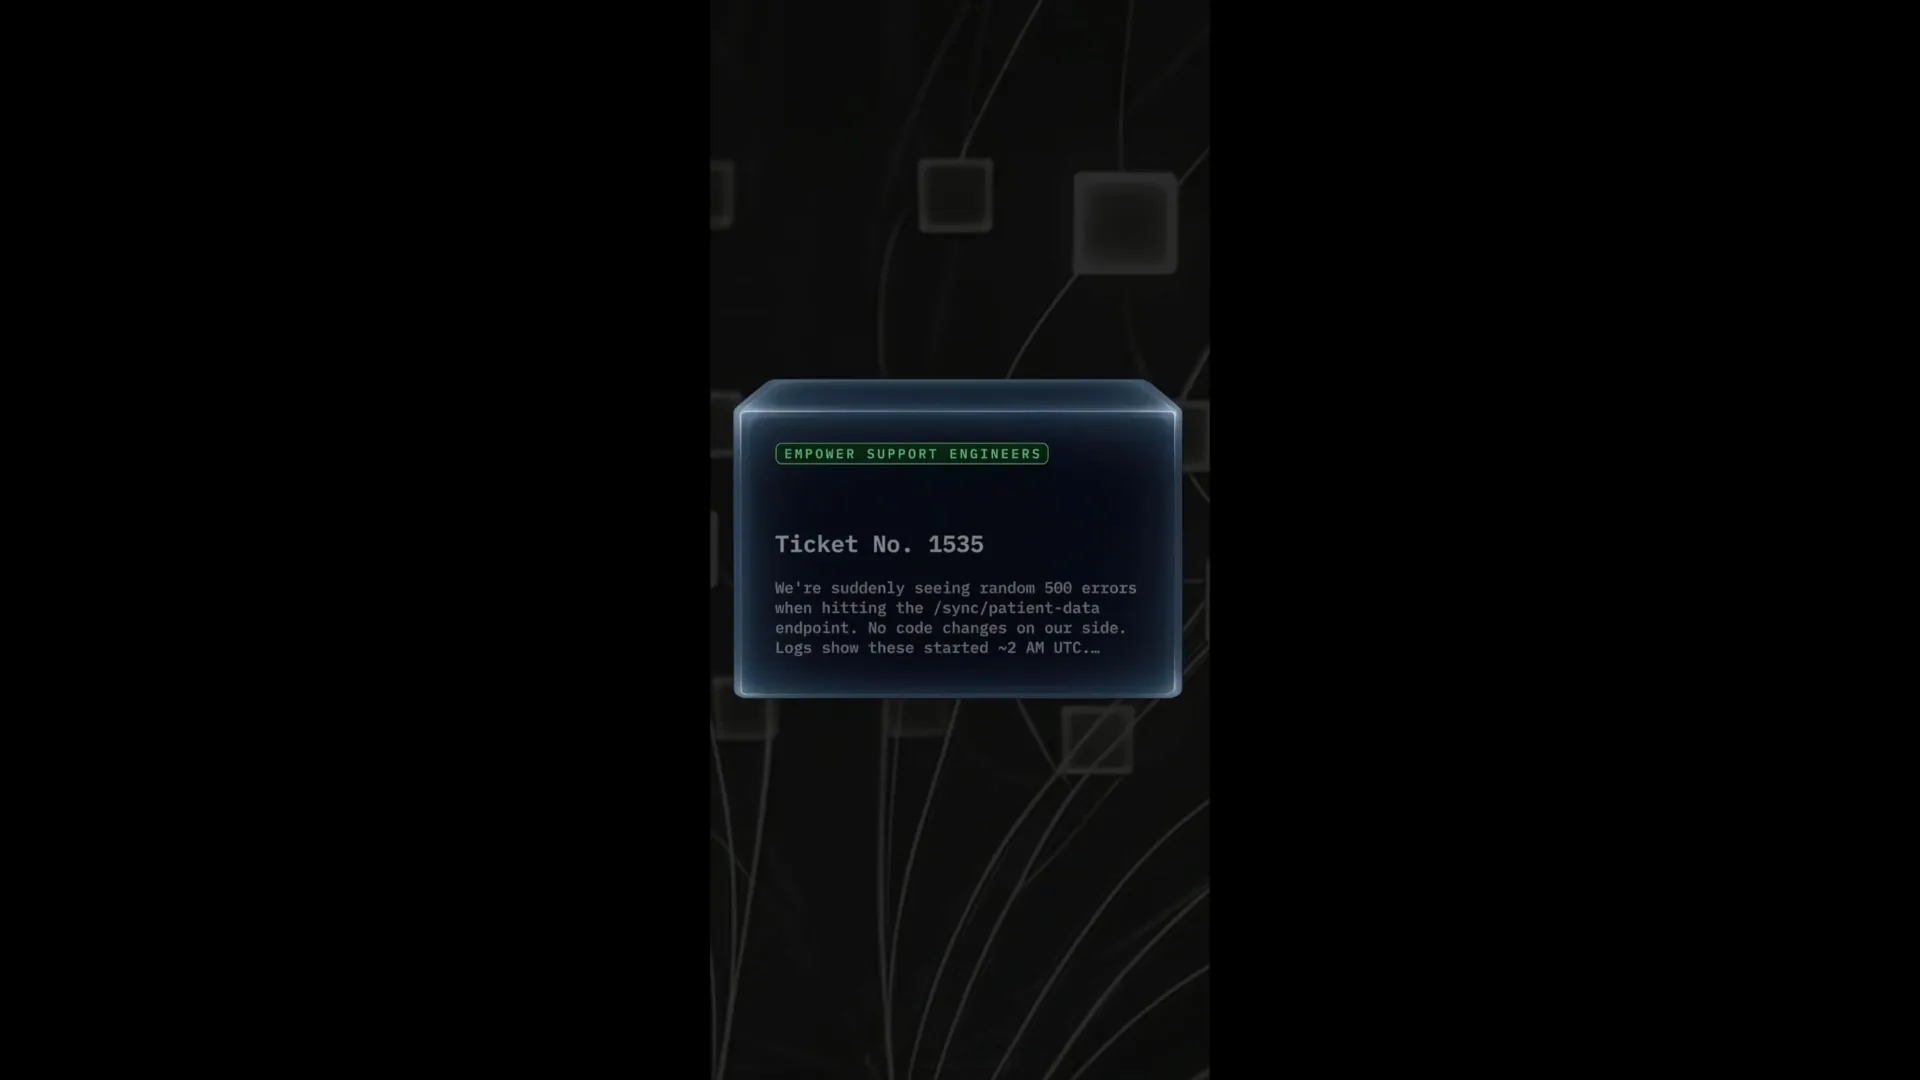 EMPOWER SUPPORT ENGINEERS
Ticket No. 1535
We're suddenly seeing random 500 errors
when hitting the /sync/patient-data
endpoint. No code changes on our side.
Logs show these started ~2 AM UTC.…